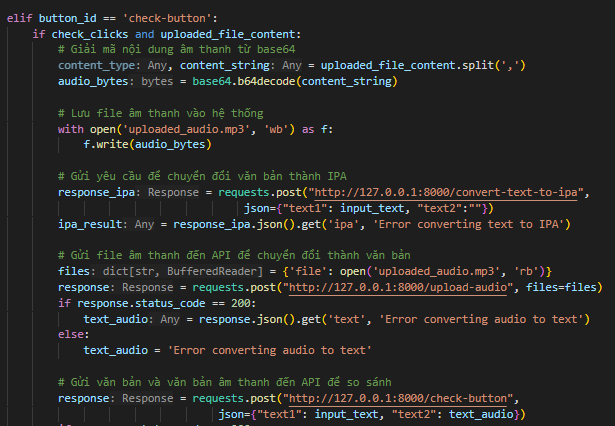 elif button_id == 'check-button':
    if check_clicks and uploaded_file_content:
        # Giải mã nội dung âm thanh từ base64
        content_type: Any, content_string: Any = uploaded_file_content.split(',')
        audio_bytes: bytes = base64.b64decode(content_string)

        # Lưu file âm thanh vào hệ thống
        with open('uploaded_audio.mp3', 'wb') as f:
            f.write(audio_bytes)

        # Gửi yêu cầu để chuyển đổi văn bản thành IPA
        response_ipa: Response = requests.post("http://127.0.0.1:8000/convert-text-to-ipa",
                                     json={"text1": input_text, "text2":""})
        ipa_result: Any = response_ipa.json().get('ipa', 'Error converting text to IPA')

        # Gửi file âm thanh đến API để chuyển đổi thành văn bản
        files: dict[str, BufferedReader] = {'file': open('uploaded_audio.mp3', 'rb')}
        response: Response = requests.post("http://127.0.0.1:8000/upload-audio", files=files)
        if response.status_code == 200:
            text_audio: Any = response.json().get('text', 'Error converting audio to text')
        else:
            text_audio = 'Error converting audio to text'

        # Gửi văn bản và văn bản âm thanh đến API để so sánh
        response: Response = requests.post("http://127.0.0.1:8000/check-button",
                                 json={"text1": input_text, "text2": text_audio})